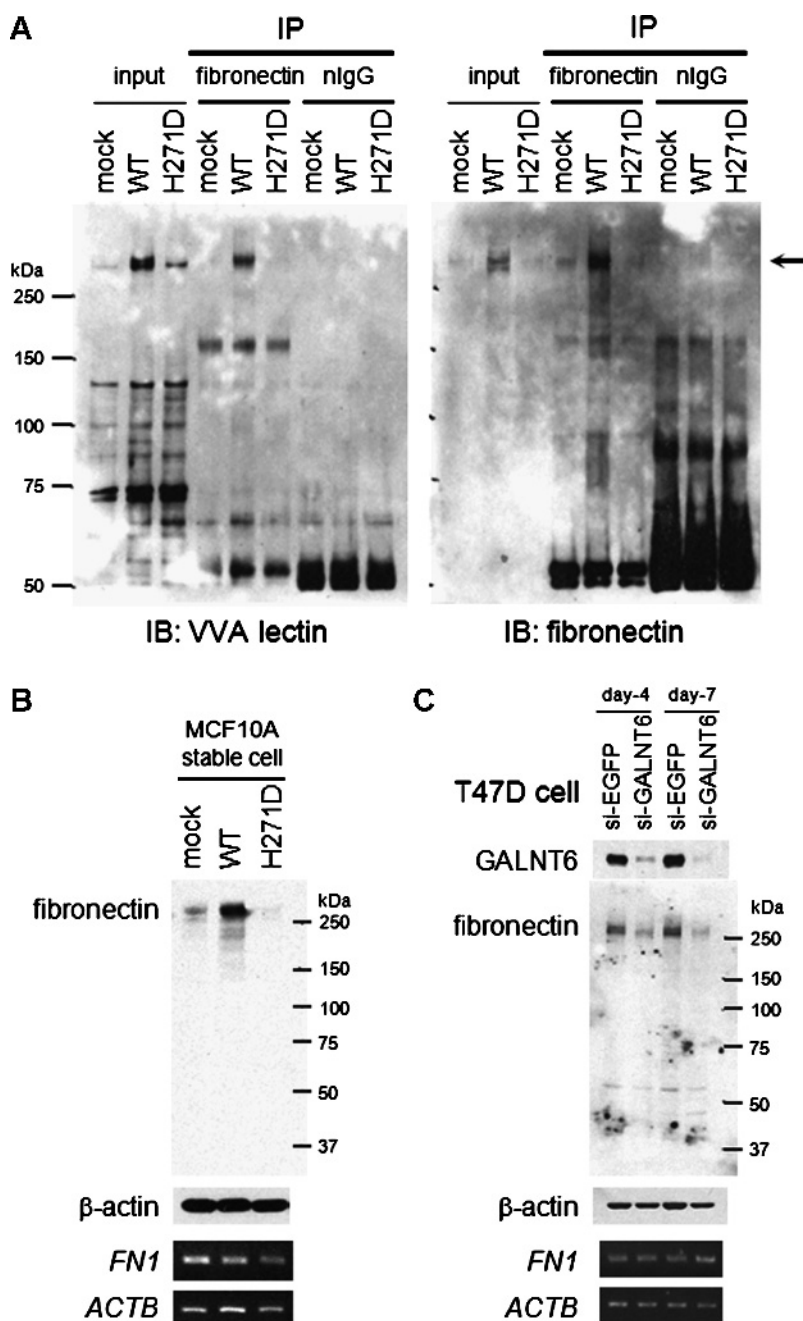 A
IP
input fibronectin nIgG
mock WT H271D mock WT H271D mock WT H271D
kDa
250
150
100
75
50
IB: VVA lectin
IP
input fibronectin nIgG
mock WT H271D mock WT H271D mock WT H271D
IB: fibronectin
B
MCF10A
stable cell
mock WT H271D
fibronectin
kDa
250
150
100
75
50
37
β-actin
FN1
ACTB
C
day-4 day-7
T47D cell
si-EGFP si-GALNT6 si-EGFP si-GALNT6
GALNT6
fibronectin
kDa
250
150
100
75
50
37
β-actin
FN1
ACTB